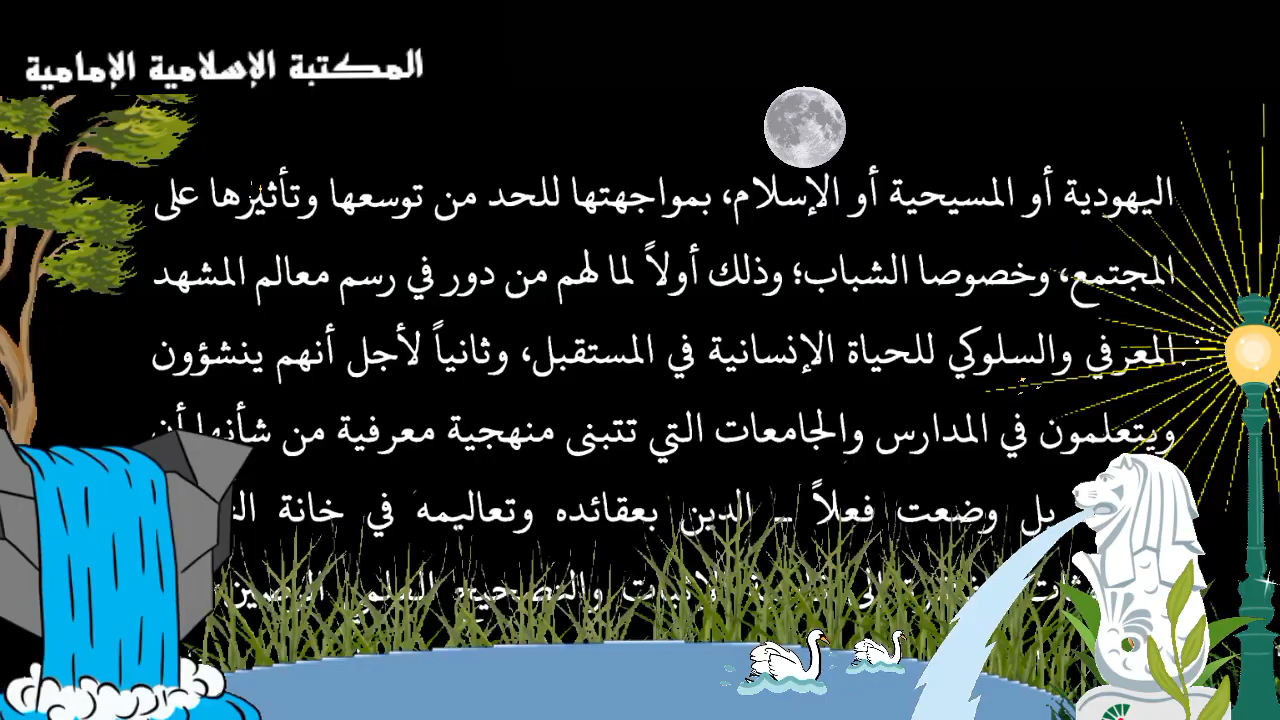 المكتبة الإسلامية الإمامية
اليهودية أو المسيحية أو الإسلام، بمواجهتها للحد من توسعها وتأثيرها على
المجتمع، وخصوصا الشباب؛ وذلك أولاً لما لهم من دور في رسم معالم المشهد
المعرفي والسلوكي للحياة الإنسانية في المستقبل، وثانياً لأجل أنهم ينشؤون
ويتعلمون في المدارس والجامعات التي تتبنى منهجية معرفية من شأنها أن
بل وضعت فعلاً ـ الدين بعقائده وتعاليمه في خانة